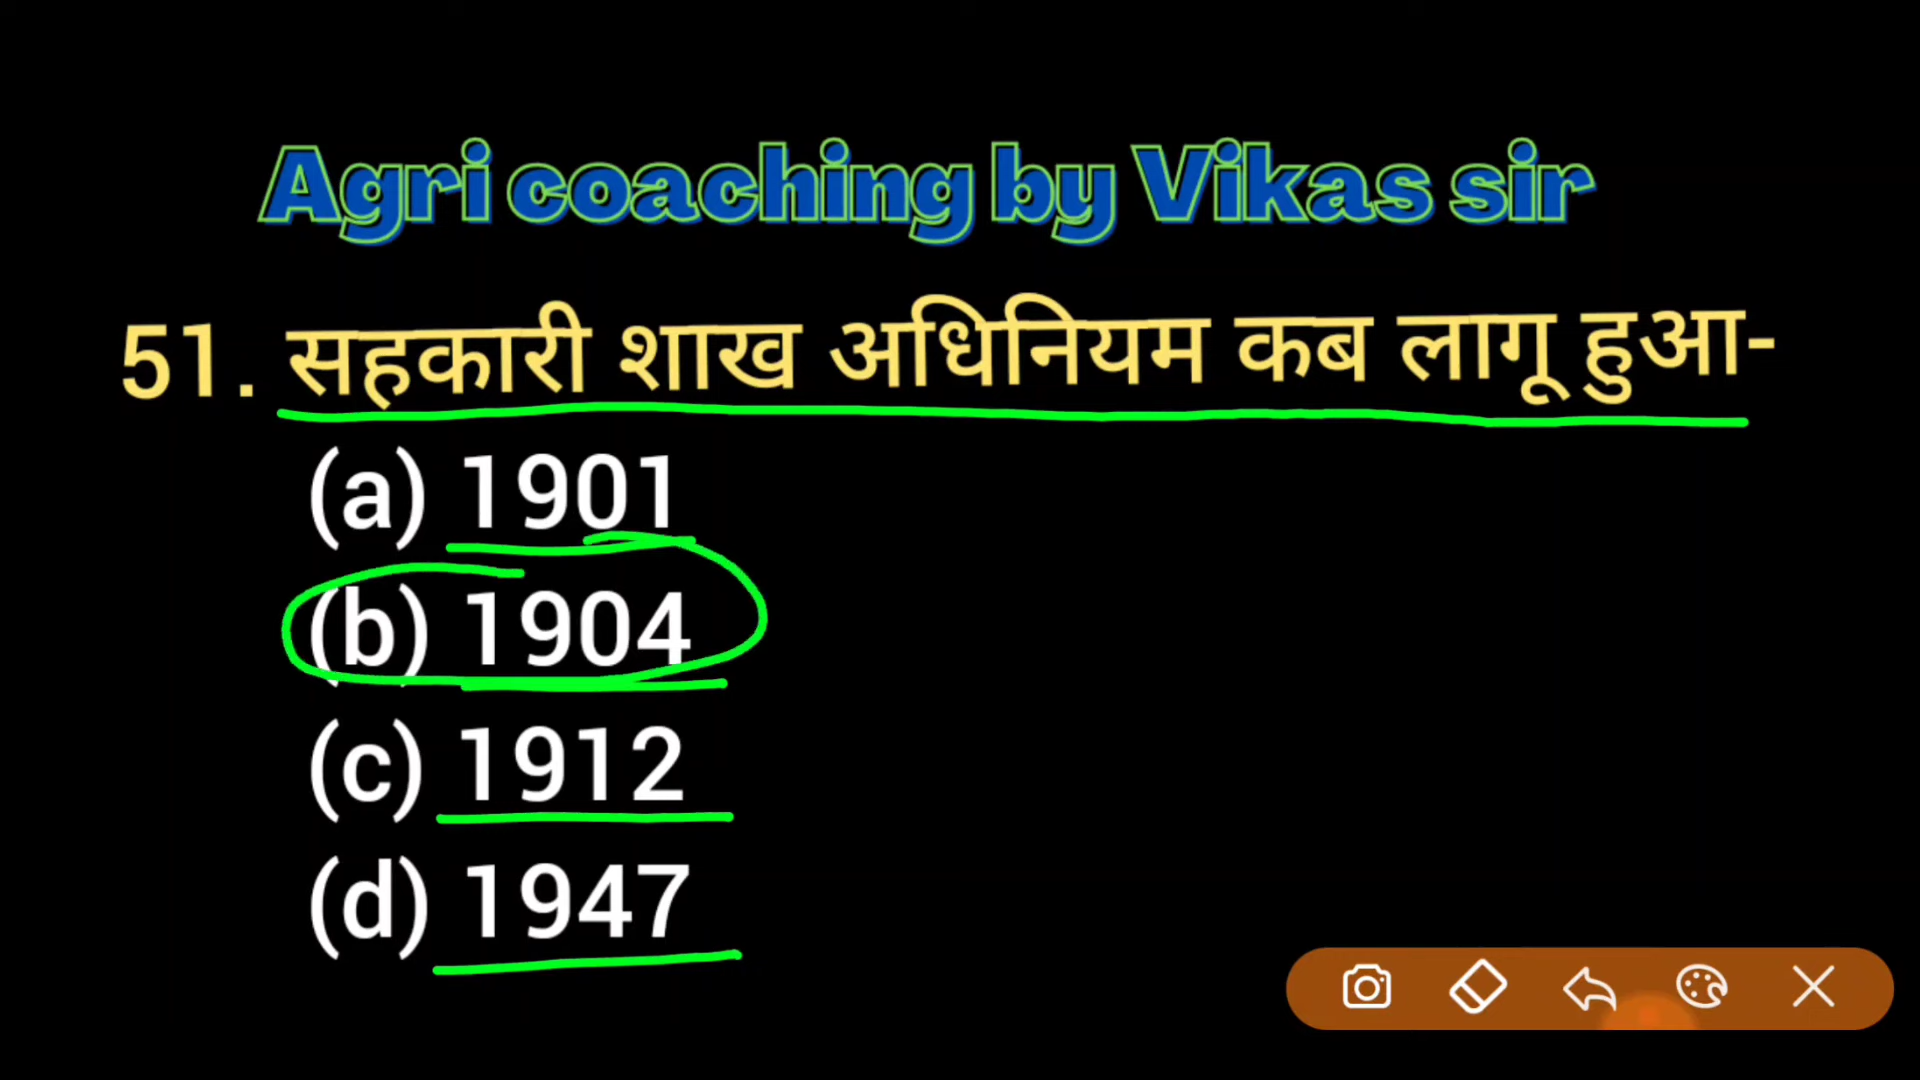 Agri coaching by Vikas sir
51. सहकारी शाख अधिनियम कब लागू हुआ-
(a) 1901
(b) 1904
(c) 1912
(d) 1947